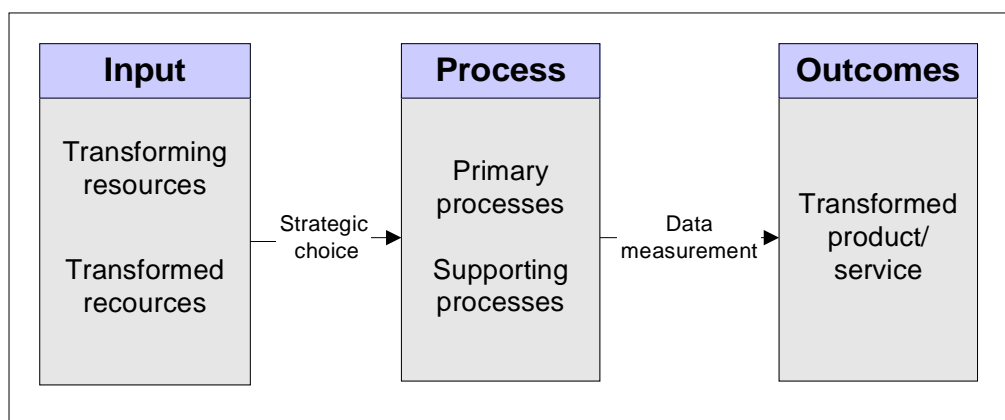 Input
Transforming
resources
Transformed
recources
Strategic
choice
Process
Primary
processes
Supporting
processes
Data
measurement
Outcomes
Transformed
product/
service